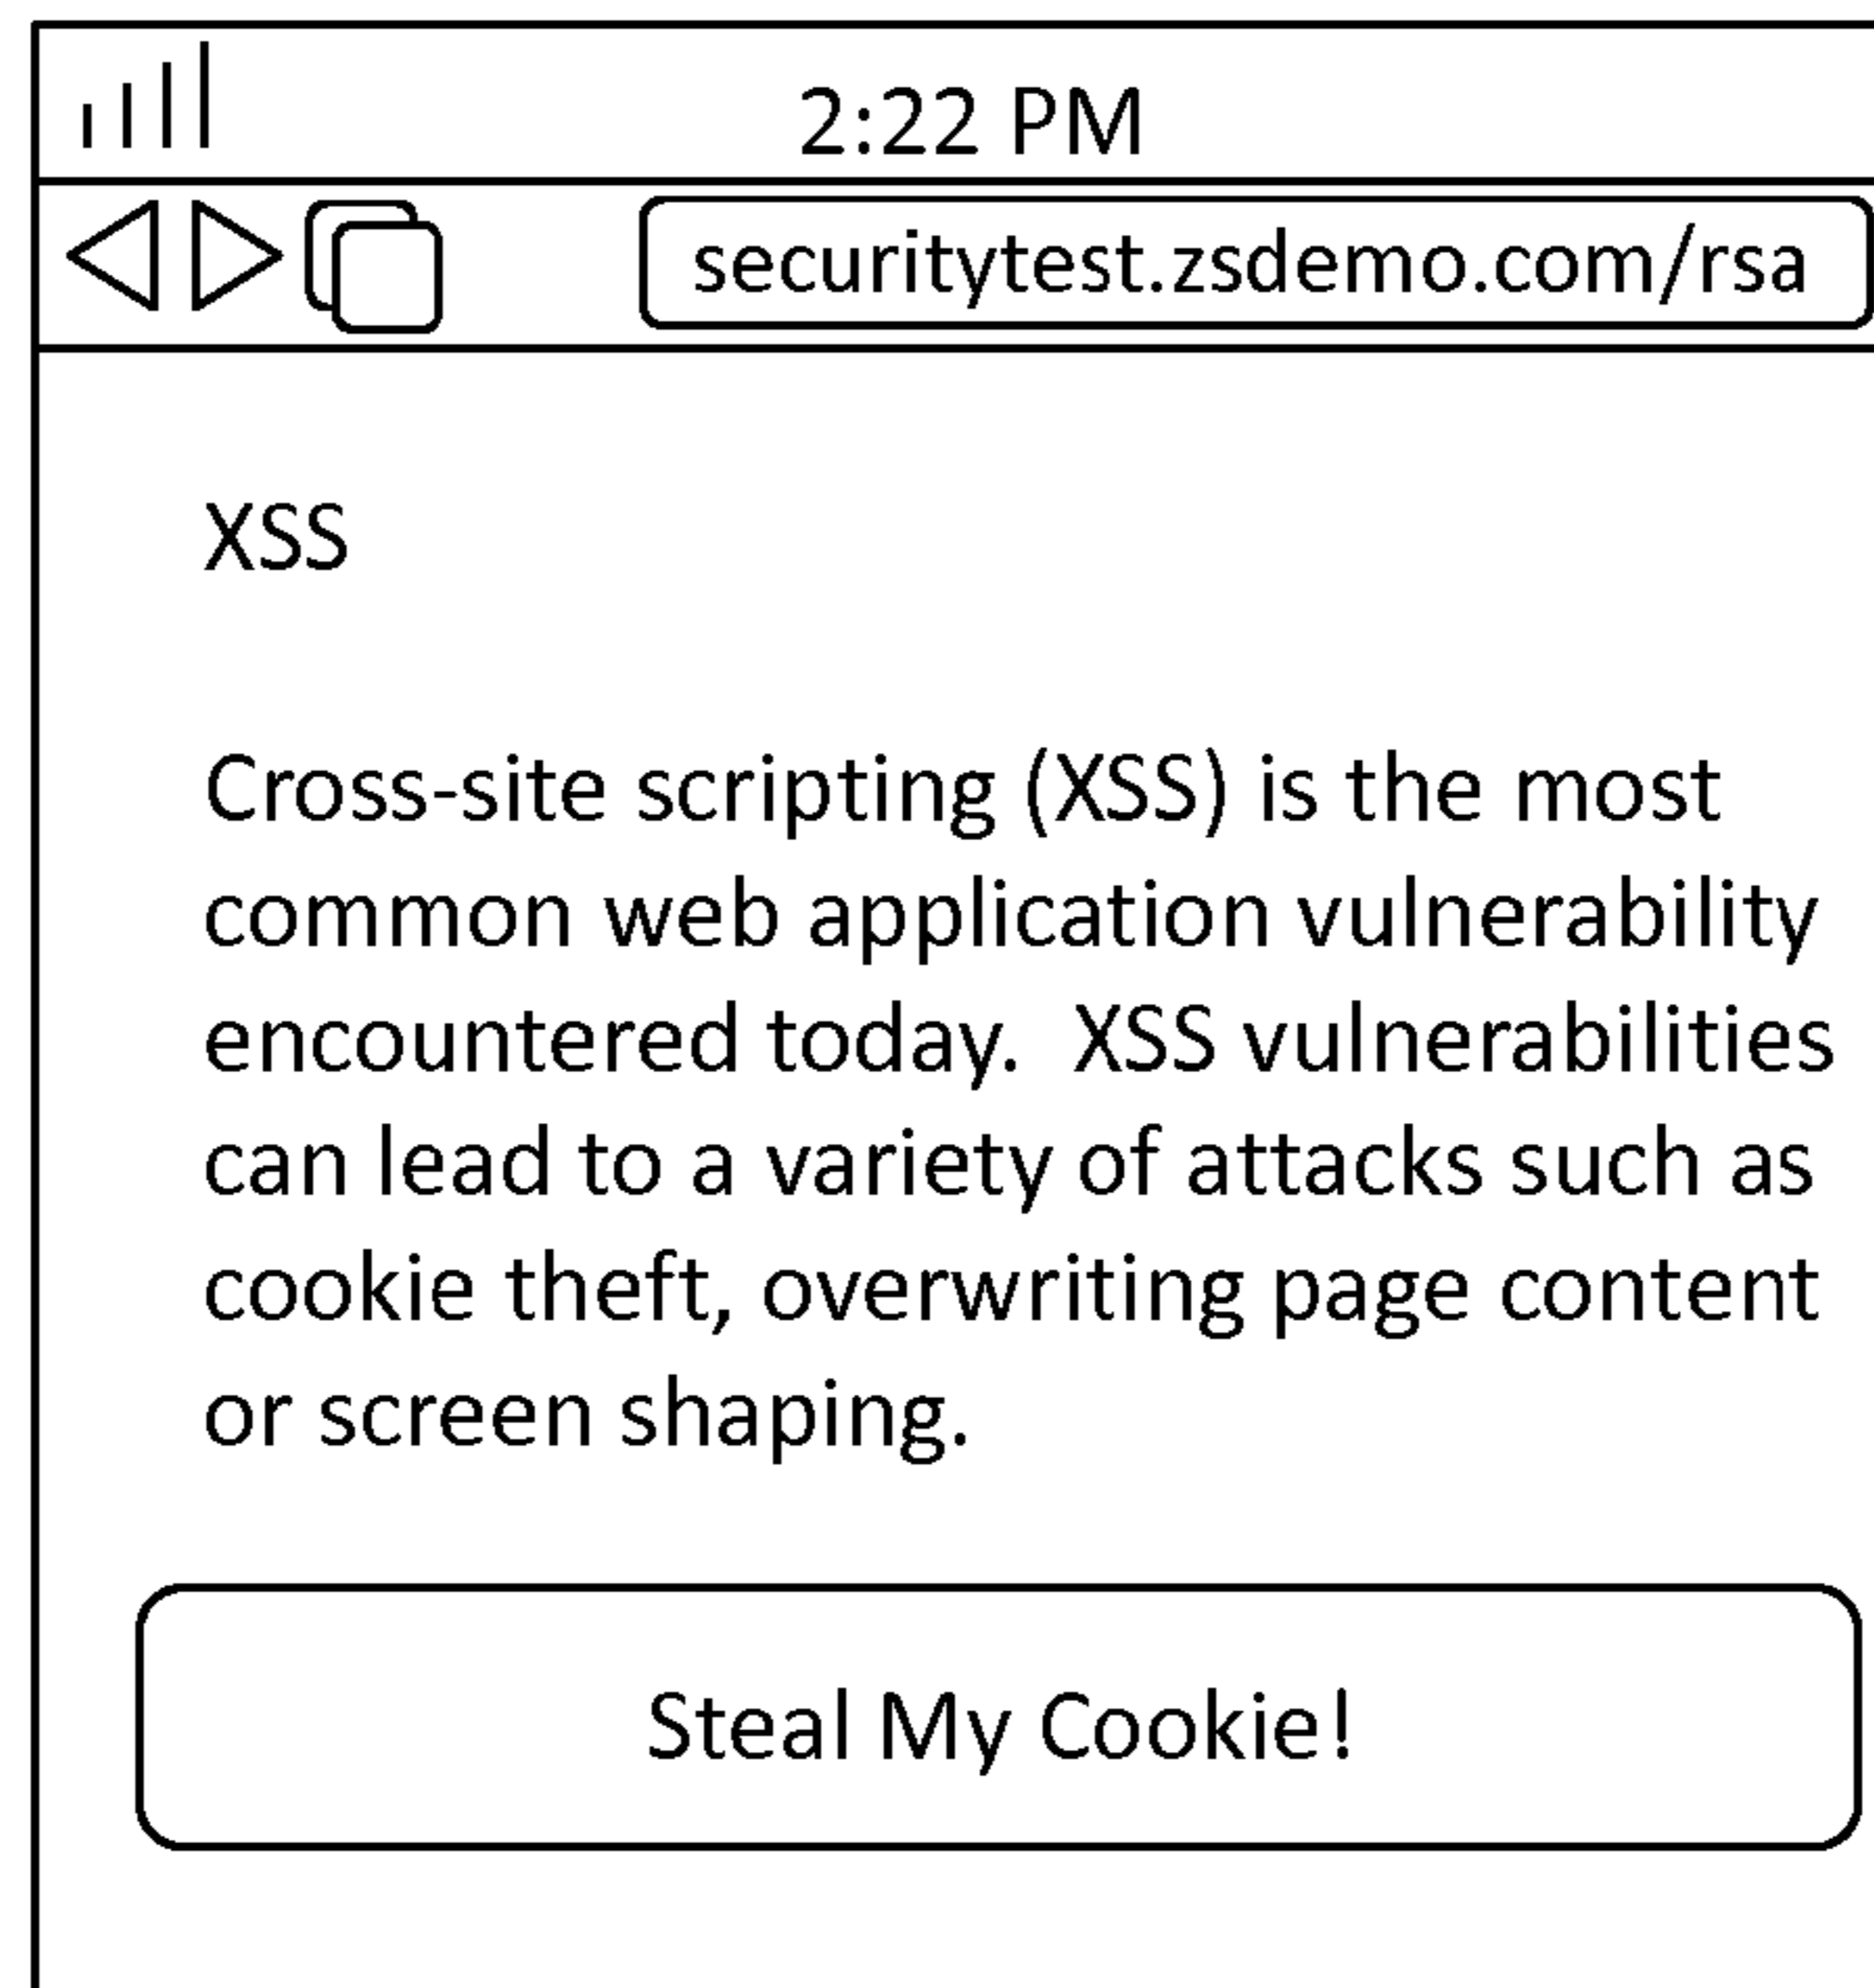 2:22 PM
securitytest.zsdemo.com/rsa
XSS
Cross-site scripting (XSS) is the most
common web application vulnerability
encountered today.  XSS vulnerabilities
can lead to a variety of attacks such as
cookie theft, overwriting page content
or screen shaping.
Steal My Cookie!